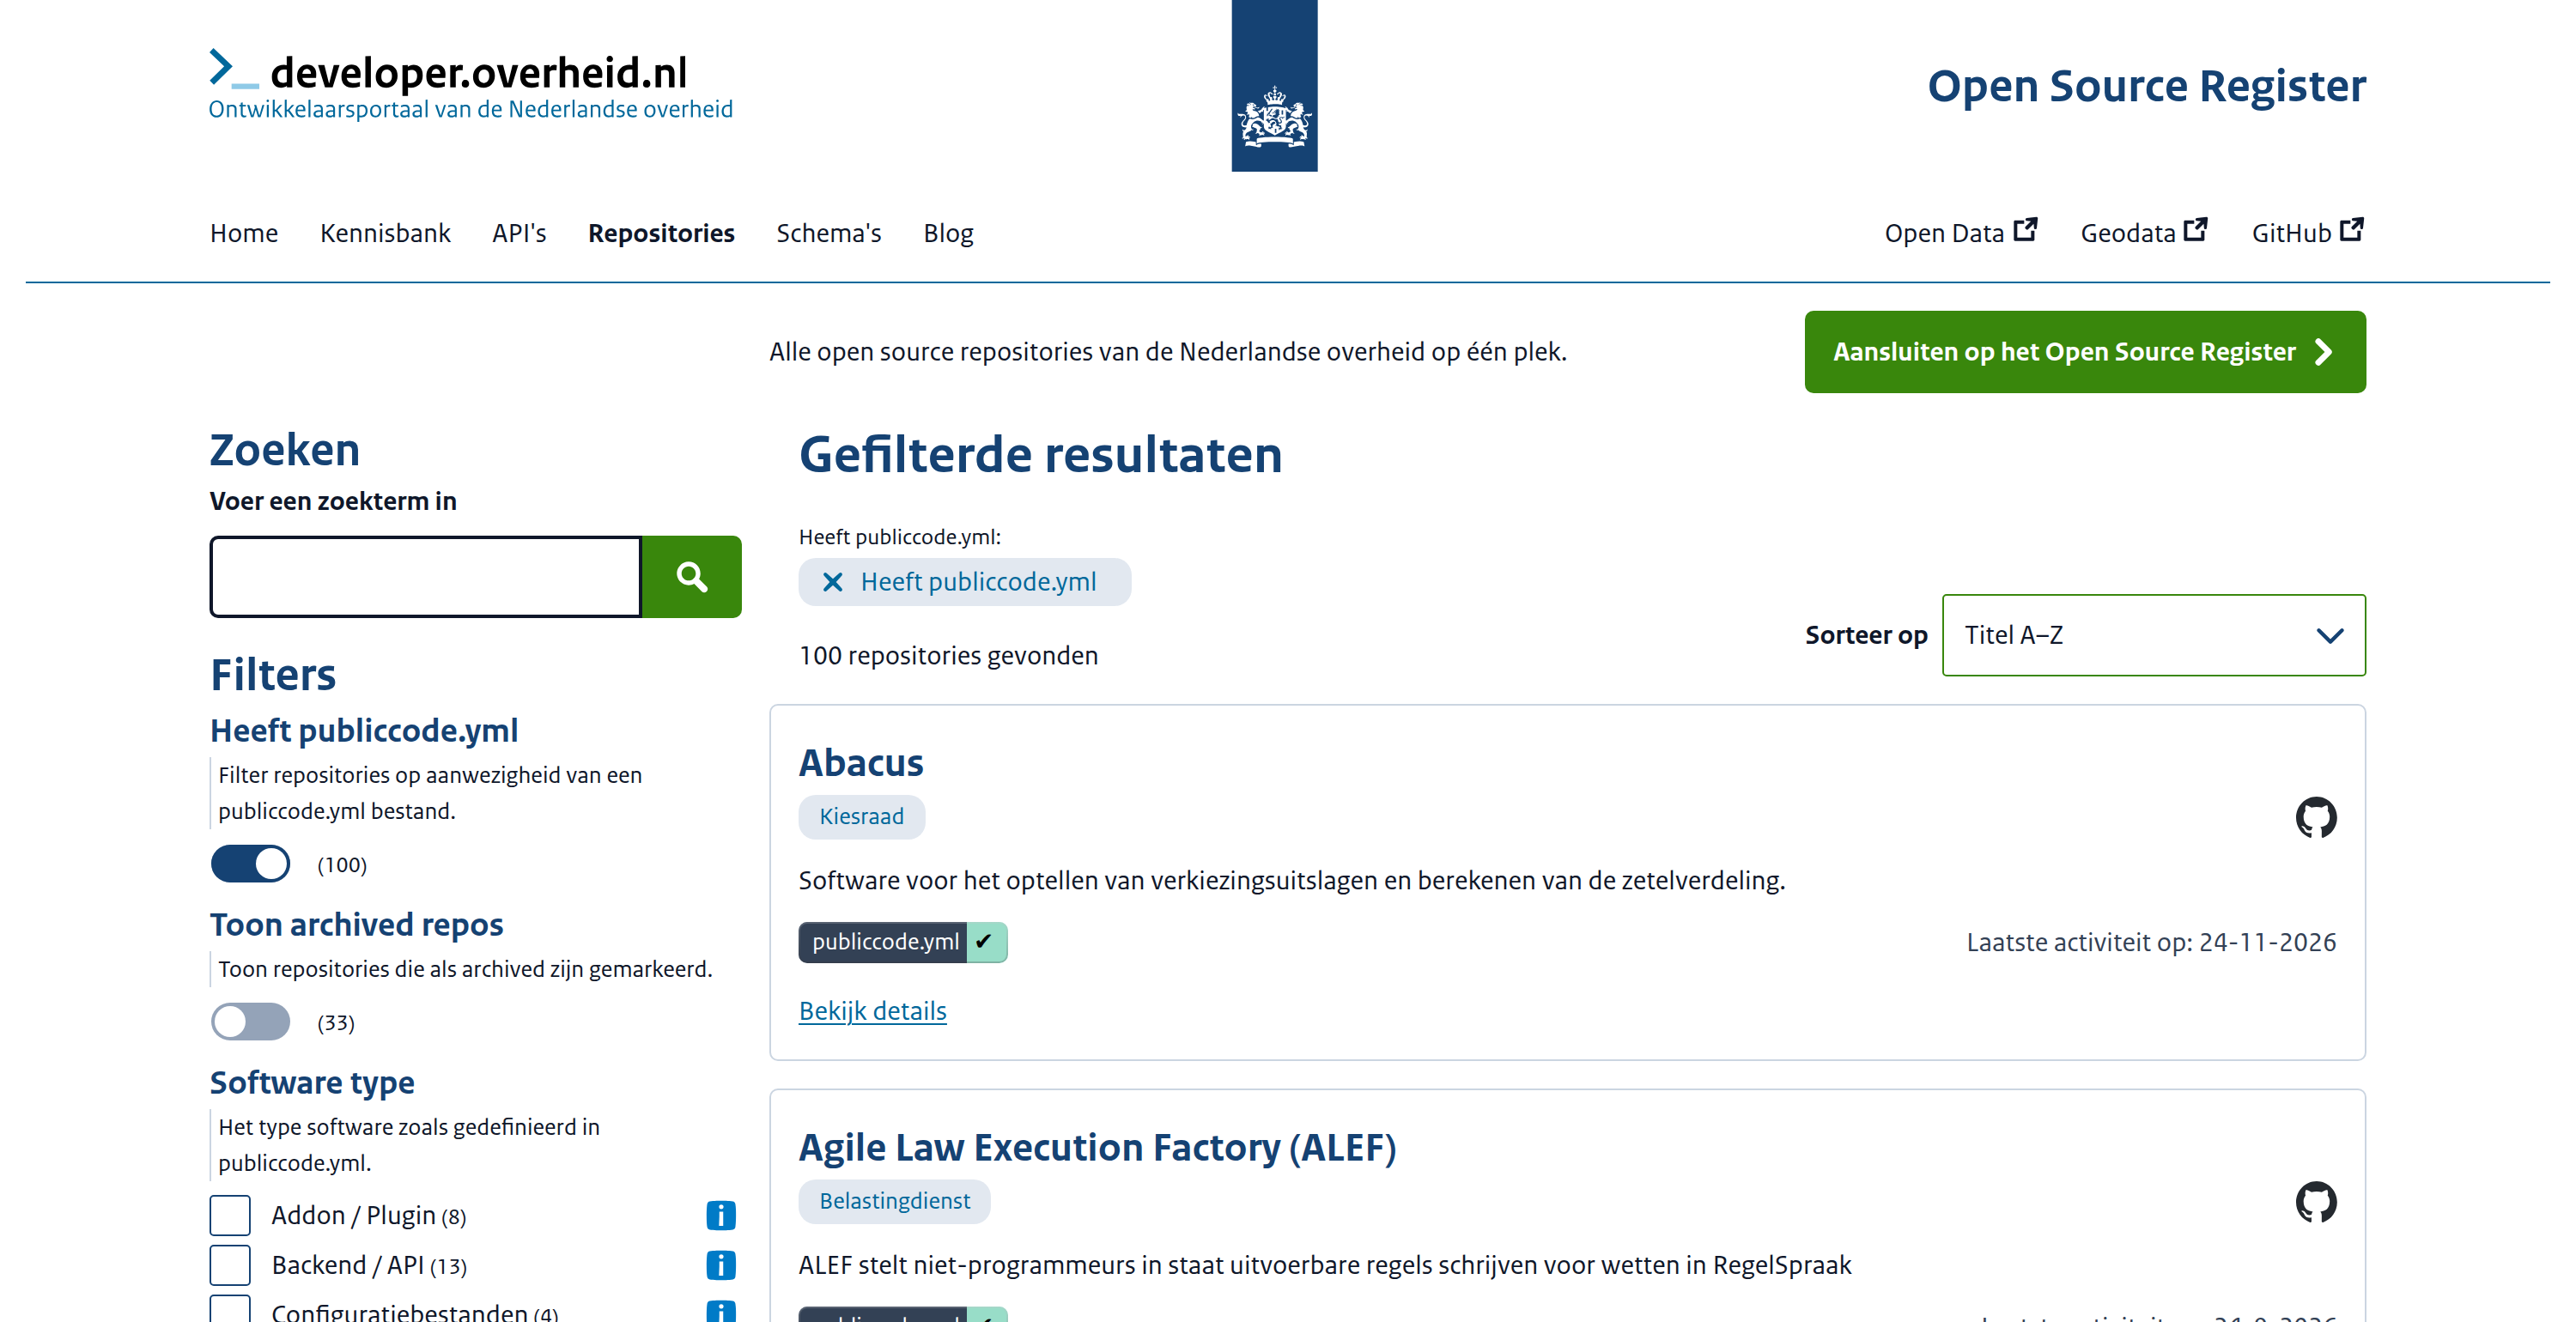 developer.overheid.nl
Ontwikkelaarsportaal van de Nederlandse overheid
Open Source Register
Home Kennisbank API's Repositories Schema's Blog
Open Data Geodata GitHub
Alle open source repositories van de Nederlandse overheid op één plek.
Aansluiten op het Open Source Register
Zoeken
Voer een zoekterm in
Filters
Heeft publiccode.yml
Filter repositories op aanwezigheid van een
publiccode.yml bestand.
(100)
Toon archived repos
Toon repositories die als archived zijn gemarkeerd.
(33)
Software type
Het type software zoals gedefinieerd in
publiccode.yml.
Addon / Plugin (8)
Backend / API (13)
Configuratiebestanden (4)
Gefilterde resultaten
Heeft publiccode.yml:
Heeft publiccode.yml
100 repositories gevonden
Sorteer op Titel A–Z
Abacus
Kiesraad
Software voor het optellen van verkiezingsuitslagen en berekenen van de zetelverdeling.
publiccode.yml ✔
Laatste activiteit op: 24-11-2026
Bekijk details
Agile Law Execution Factory (ALEF)
Belastingdienst
ALEF stelt niet-programmeurs in staat uitvoerbare regels schrijven voor wetten in RegelSpraak